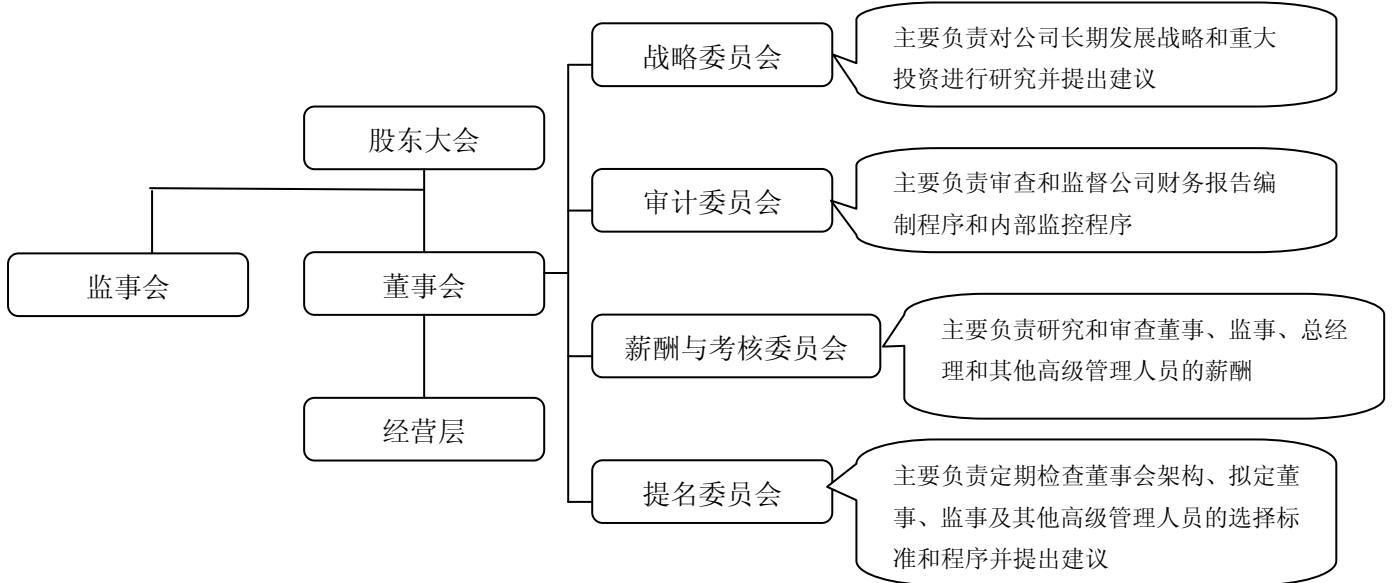 战略委员会
主要负责对公司长期发展战略和重大
投资进行研究并提出建议
股东大会
审计委员会
主要负责审查和监督公司财务报告编
制程序和内部监控程序
监事会
董事会
薪酬与考核委员会
主要负责研究和审查董事、监事、总经
理和其他高级管理人员的薪酬
经营层
提名委员会
主要负责定期检查董事会架构、拟定董
事、监事及其他高级管理人员的选择标
准和程序并提出建议